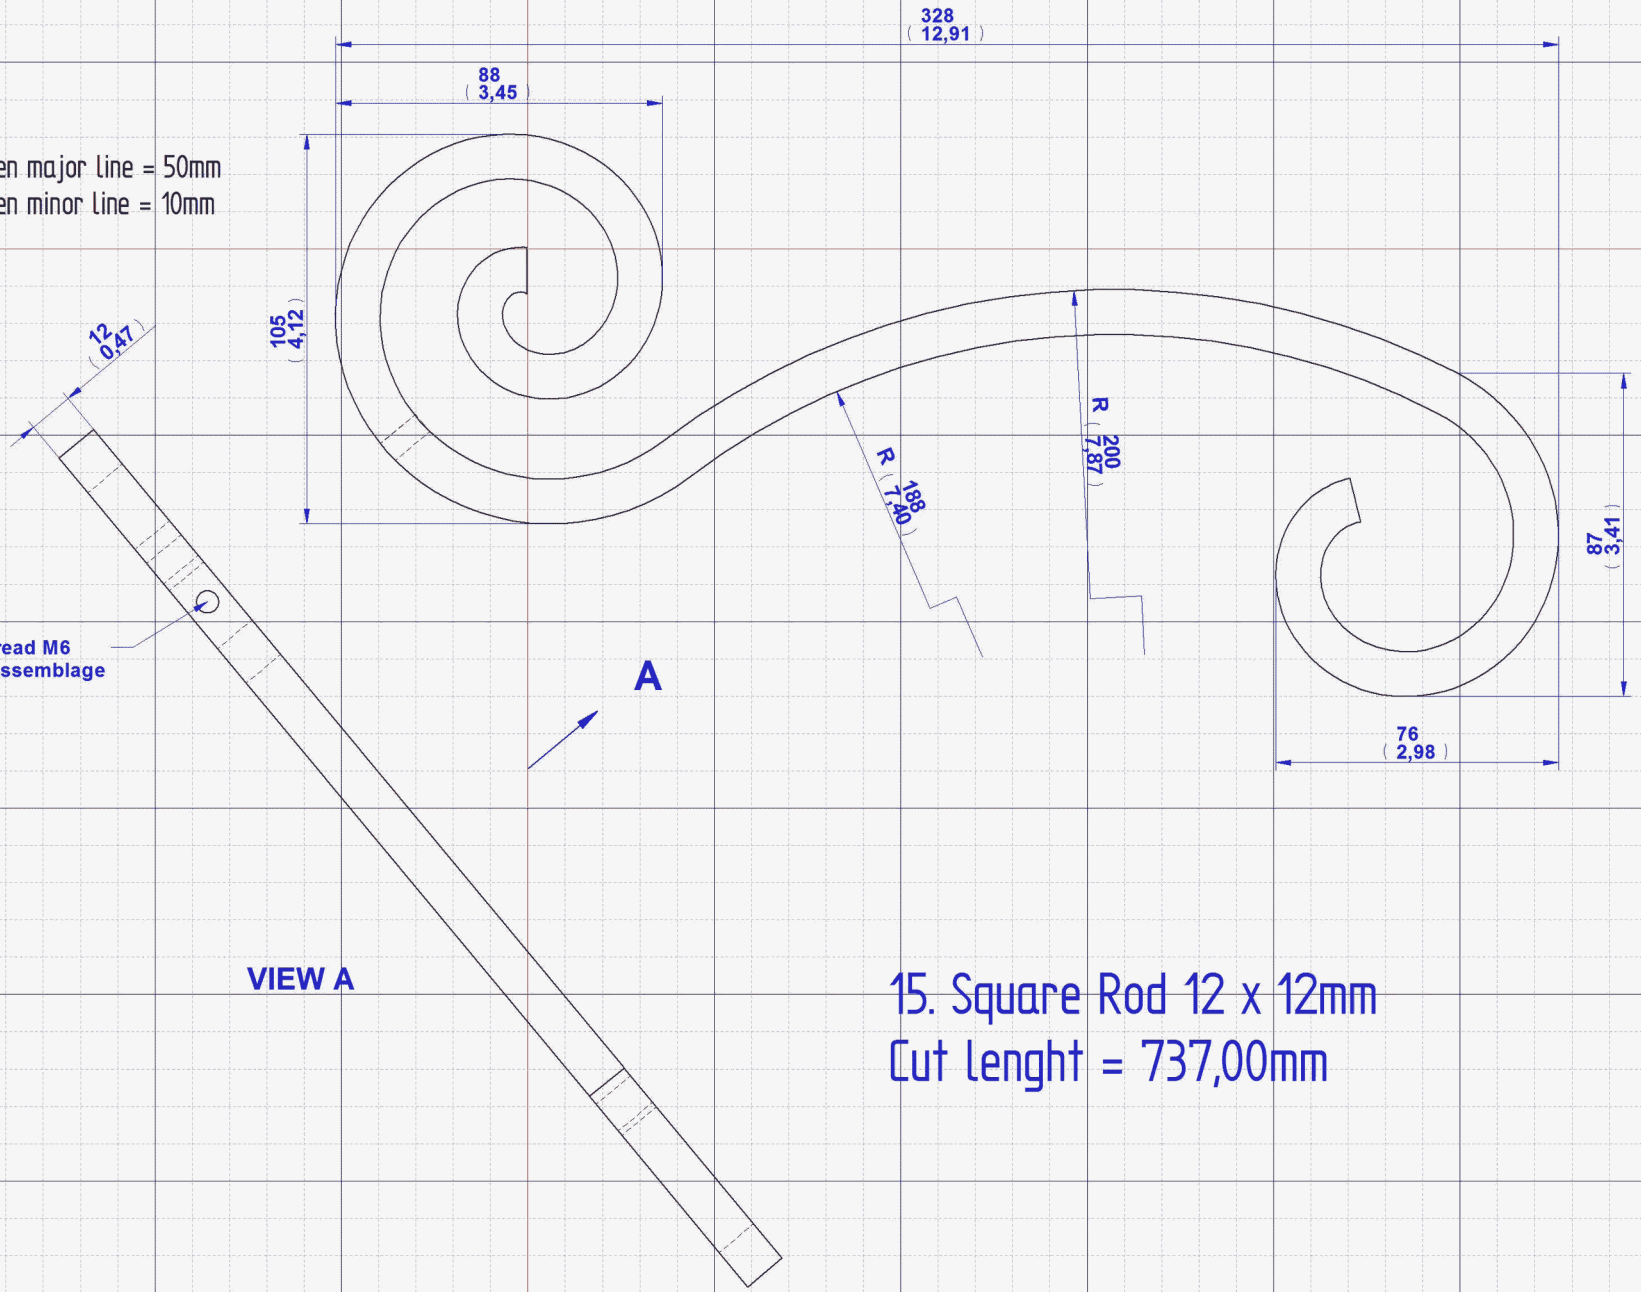 328
( 12,91 )
88
( 3,45 )
en major line = 50mm
en minor line = 10mm
105
( 4,12 )
12
( 0,47 )
R 200
( 7,87 )
R 188
( 7,40 )
87
( 3,41 )
read M6
ssemblage
A
76
( 2,98 )
VIEW A
15. Square Rod 12 x 12mm
Cut lenght = 737,00mm